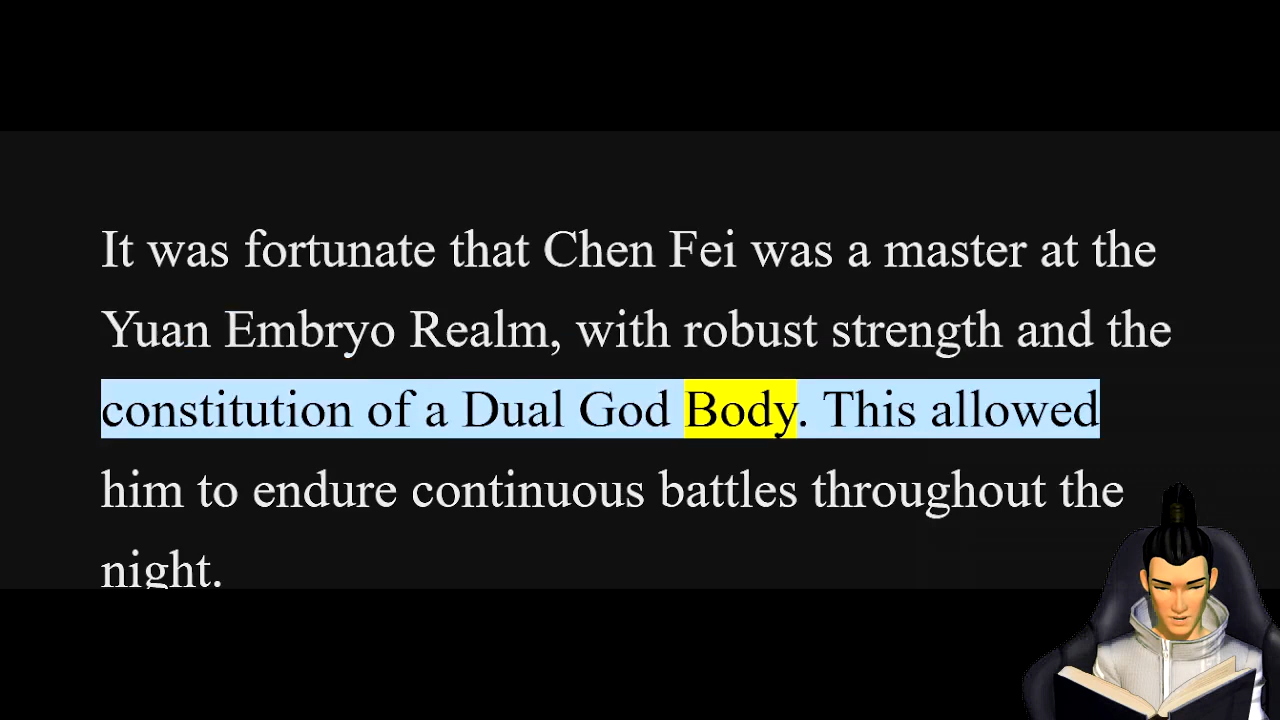 It was fortunate that Chen Fei was a master at the
Yuan Embryo Realm, with robust strength and the
constitution of a Dual God Body. This allowed
him to endure continuous battles throughout the
night.